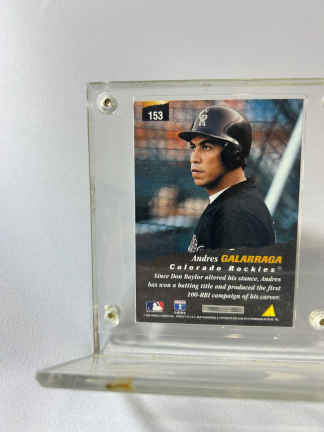 153
CR
Andres GALARRAGA
Colorado Rockies
Since Don Baylor altered his stance, Andres
has won a batting title and produced the first
100-RBI campaign of his career.